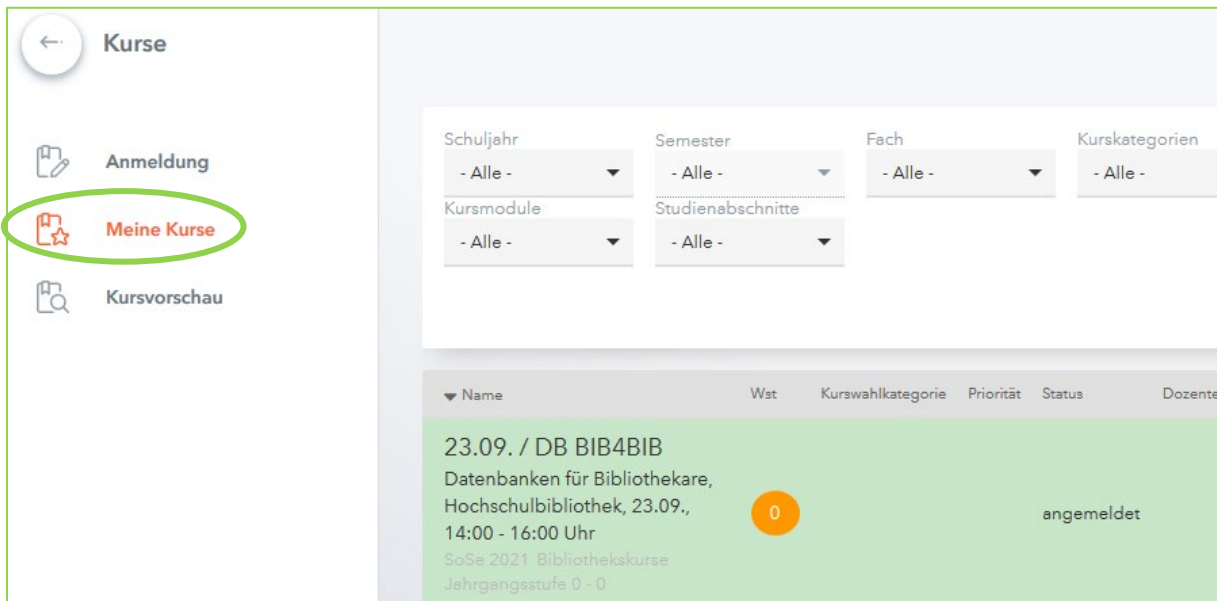 Kurse
Anmeldung
Meine Kurse
Kursvorschau
Schuljahr Semester Fach Kurskategorien
- Alle - - Alle - - Alle - - Alle -
Kursmodule Studienabschnitte
- Alle - - Alle -
Name Wst Kurswahlkategorie Priorität Status Dozente
23.09. / DB BIB4BIB
Datenbanken für Bibliothekare,
Hochschulbibliothek, 23.09.,
0 angemeldet
14:00 - 16:00 Uhr
SoSe 2021 Bibliothekskurse
Jahrgangsstufe 0 - 0